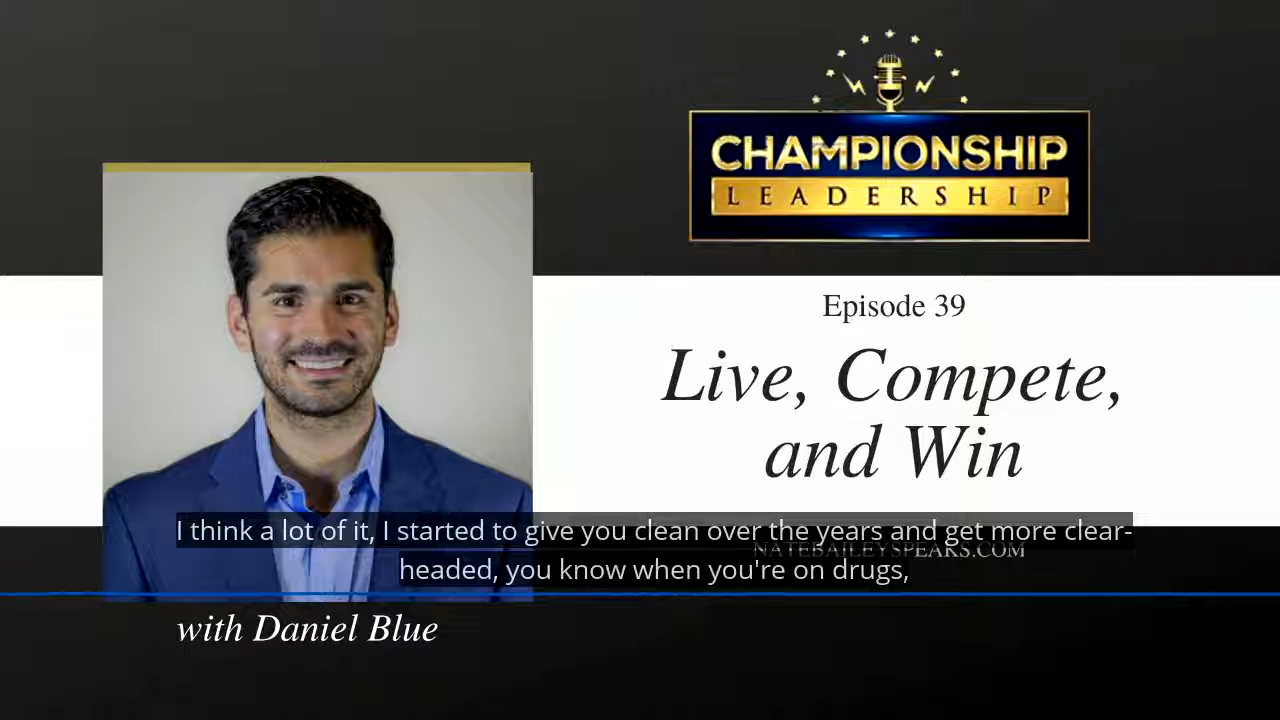 CHAMPIONSHIP
LEADERSHIP
Episode 39
Live, Compete,
and Win
I think a lot of it, I started to give you clean over the years and get more clear-
NATEBAILEYSPEAKS.COM
headed, you know when you're on drugs,
with Daniel Blue